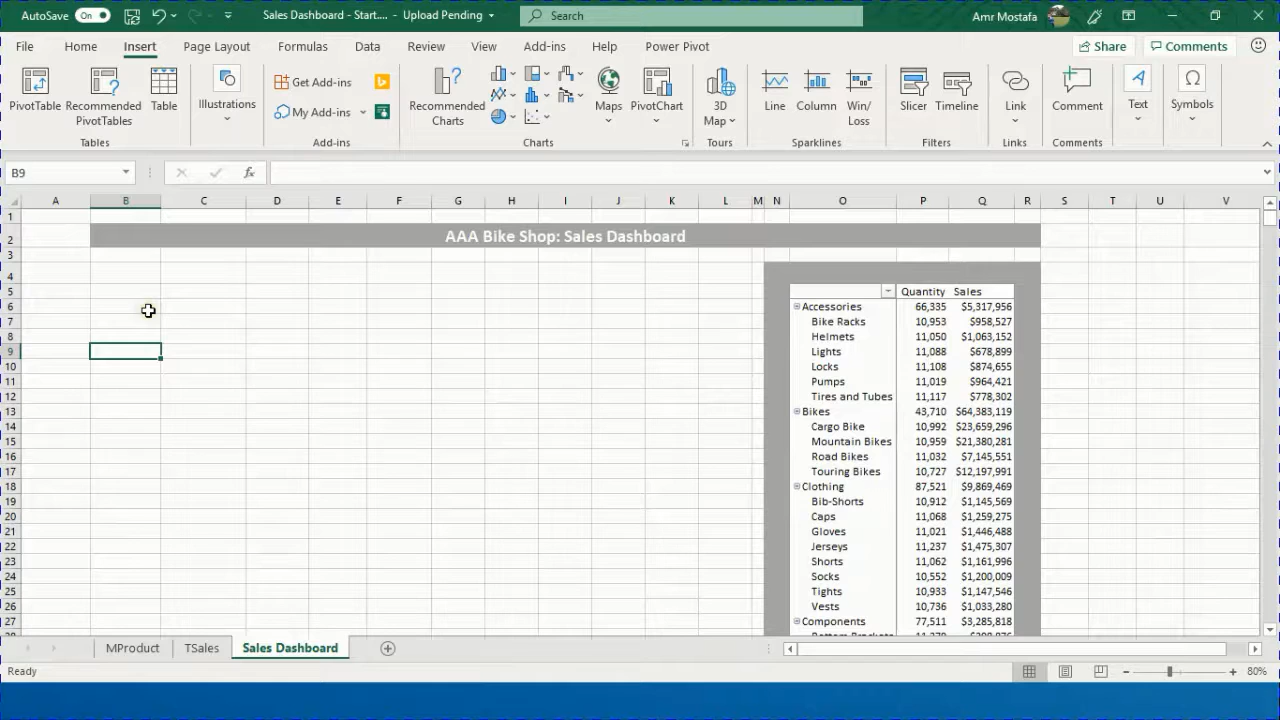 AutoSave On Sales Dashboard - Start.... - Upload Pending Search Amr Mostafa
File Home Insert Page Layout Formulas Data Review View Add-ins Help Power Pivot Share Comments
PivotTable Recommended PivotTables Table Illustrations Get Add-ins My Add-ins Recommended Charts Maps PivotChart 3D Map Line Column Win/Loss Slicer Timeline Link Comment Text Symbols
Tables Add-ins Charts Tours Sparklines Filters Links Comments
B9 fx
A B C D E F G H I J K L M N O P Q R S T U V
1
2 AAA Bike Shop: Sales Dashboard
3
4
5 Quantity Sales
6 Accessories 66,335 $5,317,956
7 Bike Racks 10,953 $958,527
8 Helmets 11,050 $1,063,152
9 Lights 11,088 $678,899
10 Locks 11,108 $874,655
11 Pumps 11,019 $964,421
12 Tires and Tubes 11,117 $778,302
13 Bikes 43,710 $64,383,119
14 Cargo Bike 10,992 $23,659,296
15 Mountain Bikes 10,959 $21,380,281
16 Road Bikes 11,032 $7,145,551
17 Touring Bikes 10,727 $12,197,991
18 Clothing 87,521 $9,869,469
19 Bib-Shorts 10,912 $1,145,569
20 Caps 11,068 $1,259,275
21 Gloves 11,021 $1,446,488
22 Jerseys 11,237 $1,475,307
23 Shorts 11,062 $1,161,996
24 Socks 10,552 $1,200,009
25 Tights 10,933 $1,147,546
26 Vests 10,736 $1,033,280
27 Components 77,511 $3,285,818
MProduct TSales Sales Dashboard
Ready 80%